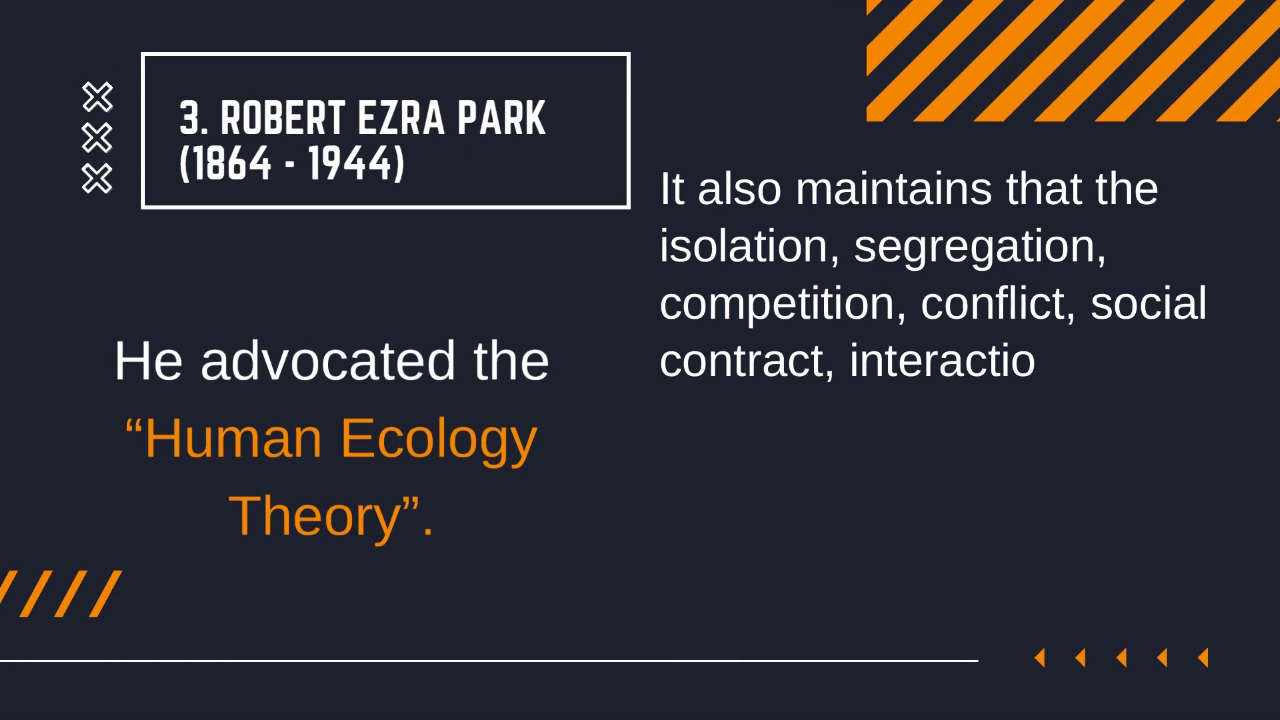 3. ROBERT EZRA PARK
(1864 - 1944)
He advocated the
“Human Ecology
Theory”.
It also maintains that the
isolation, segregation,
competition, conflict, social
contract, interactio